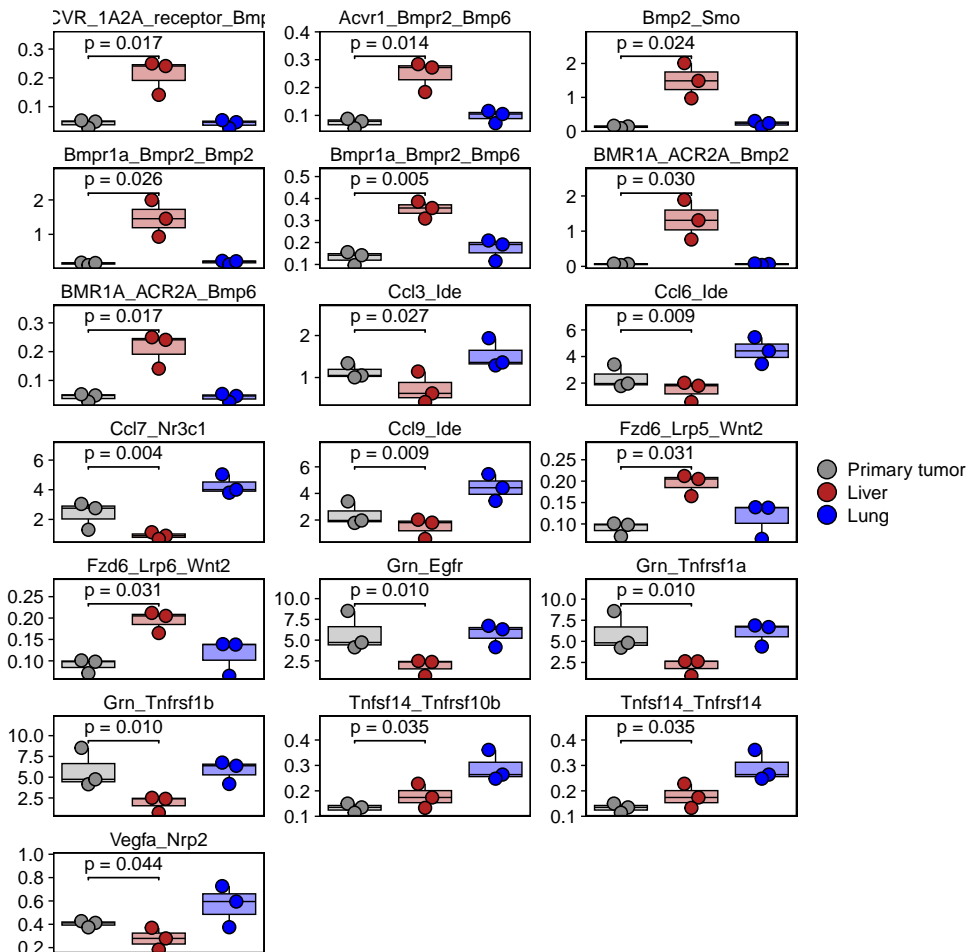 CVR_1A2A_receptor_Bmp Acvr1_Bmpr2_Bmp6 Bmp2_Smo
p = 0.017 p = 0.014 p = 0.024
0.3 0.2 0.1
0.4 0.3 0.2 0.1
2 1 0
Bmpr1a_Bmpr2_Bmp2 Bmpr1a_Bmpr2_Bmp6 BMR1A_ACR2A_Bmp2
p = 0.026 p = 0.005 p = 0.030
2 1
0.5 0.4 0.3 0.2 0.1
2 1 0
BMR1A_ACR2A_Bmp6 Ccl3_Ide Ccl6_Ide
p = 0.017 p = 0.027 p = 0.009
0.3 0.2 0.1
2 1
6 4 2
Ccl7_Nr3c1 Ccl9_Ide Fzd6_Lrp5_Wnt2
p = 0.004 p = 0.009 p = 0.031
6 4 2
6 4 2
0.25 0.20 0.15 0.10
Primary tumor
Liver
Lung
Fzd6_Lrp6_Wnt2 Grn_Egfr Grn_Tnfrsf1a
p = 0.031 p = 0.010 p = 0.010
0.25 0.20 0.15 0.10
10.0 7.5 5.0 2.5
10.0 7.5 5.0 2.5
Grn_Tnfrsf1b Tnfsf14_Tnfrsf10b Tnfsf14_Tnfrsf14
p = 0.010 p = 0.035 p = 0.035
10.0 7.5 5.0 2.5
0.4 0.3 0.2 0.1
0.4 0.3 0.2 0.1
Vegfa_Nrp2
p = 0.044
1.0 0.8 0.6 0.4 0.2